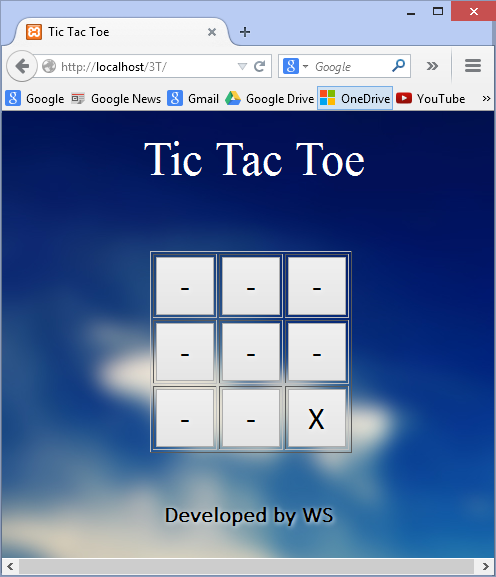 Tic Tac Toe
http://localhost/3T/
Google
Google
Google News
Gmail
Google Drive
OneDrive
YouTube
Tic Tac Toe
- - -
- - -
- - X
Developed by WS